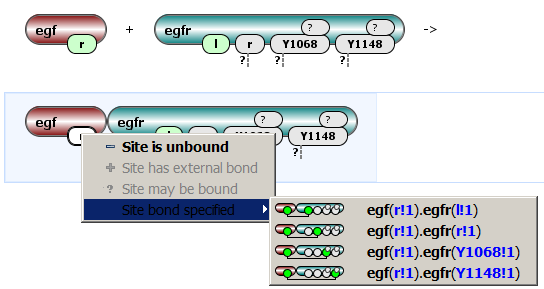 ?
?
egf
+
egfr
->
r
l
r
Y1068
Y1148
?
?
?
?
?
egf
egfr
Y1148
?
Site is unbound
+ Site has external bond
? Site may be bound
Site bond specified
egf(r!1).egfr(l!1)
egf(r!1).egfr(r!1)
egf(r!1).egfr(Y1068!1)
egf(r!1).egfr(Y1148!1)